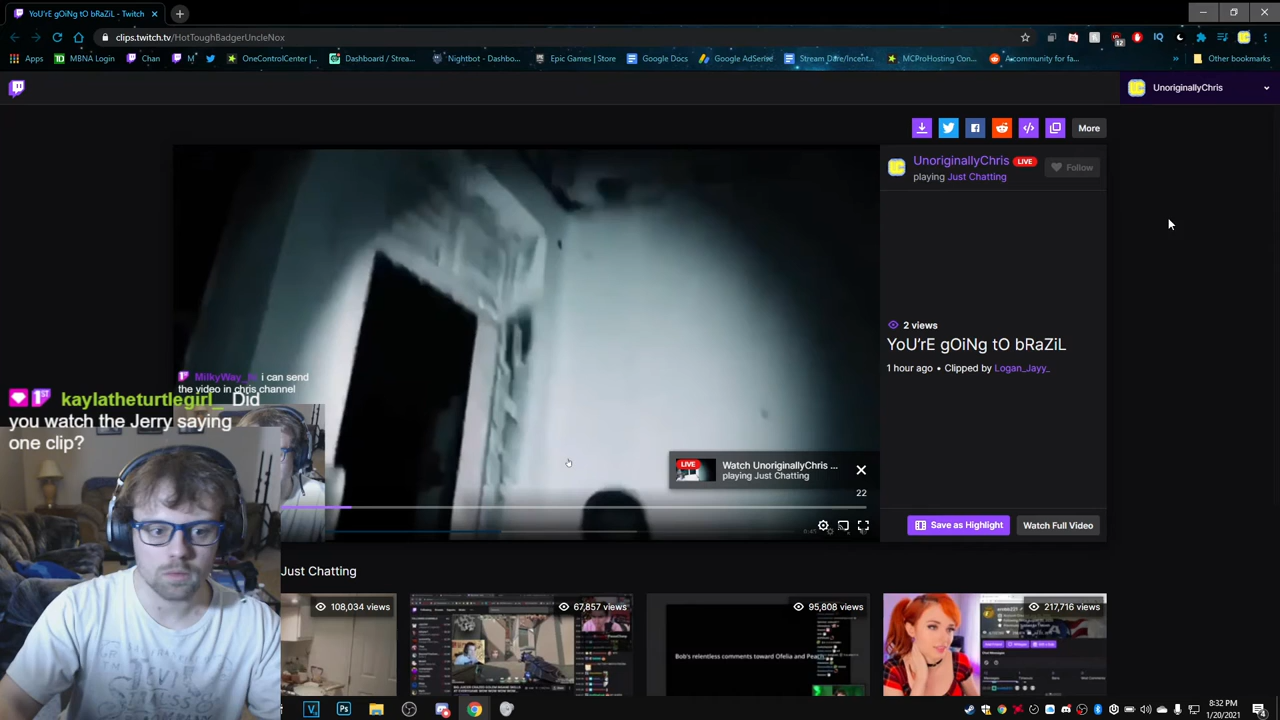 YoU'rE gOiNg tO bRaZiL - Twitch
clips.twitch.tv/HotToughBadgerUncleNox
12
IQ
Apps
MBNA Login
Chan
M
OneControlCenter |
Dashboard / Strea...
Nightbot - Dashbo...
Epic Games | Store
Google Docs
Google AdSense
Stream Dare/Incent...
MCProHosting Con...
A community for fa...
»
Other bookmarks
UnoriginallyChris
More
UnoriginallyChris LIVE
playing Just Chatting
Follow
2 views
YoU'rE gOiNg tO bRaZiL
1 hour ago • Clipped by Logan_Jayy_
i can send
the video in chris channel
kaylatheturtlegirl_ Did
you watch the Jerry saying
one clip?
LIVE
Watch UnoriginallyChris ...
playing Just Chatting
22
0:45
Save as Highlight
Watch Full Video
Just Chatting
108,034 views
67,857 views
95,808 views
217,716 views
Bob's relentless comments toward Ofelia and Peach
8:32 PM
1/20/2021